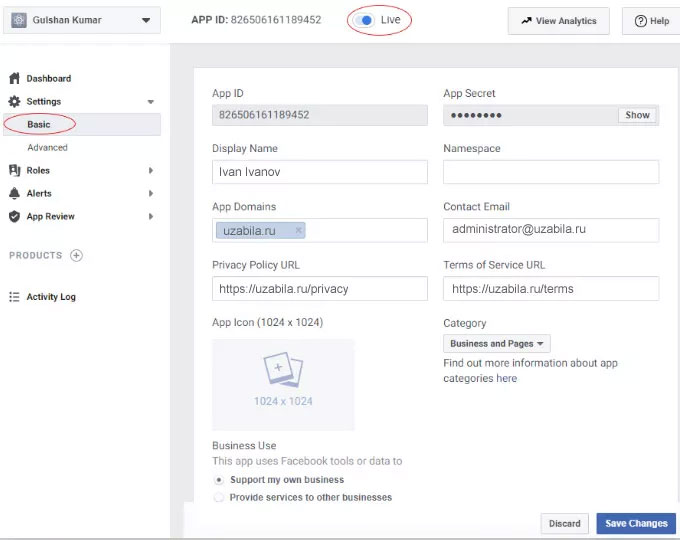 Gulshan Kumar
APP ID: 826506161189452
Live
View Analytics
Help
Dashboard
Settings
Basic
Advanced
Roles
Alerts
App Review
PRODUCTS
Activity Log
App ID
826506161189452
App Secret
●●●●●●●●
Show
Display Name
Ivan Ivanov
Namespace
App Domains
uzabila.ru ×
Contact Email
administrator@uzabila.ru
Privacy Policy URL
https://uzabila.ru/privacy
Terms of Service URL
https://uzabila.ru/terms
App Icon (1024 x 1024)
1024 x 1024
Category
Business and Pages
Find out more information about app
categories here
Business Use
This app uses Facebook tools or data to
Support my own business
Provide services to other businesses
Discard
Save Changes